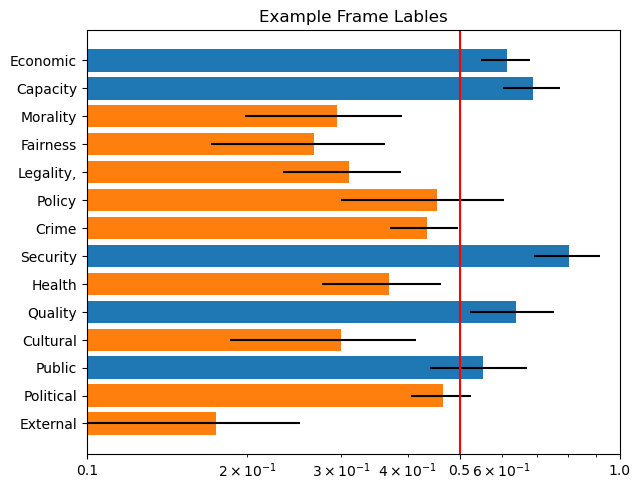 Example Frame Lables
Economic
Capacity
Morality
Fairness
Legality,
Policy
Crime
Security
Health
Quality
Cultural
Public
Political
External
0.1 2 × 10⁻¹ 3 × 10⁻¹ 4 × 10⁻¹ 0.5 6 × 10⁻¹ 1.0